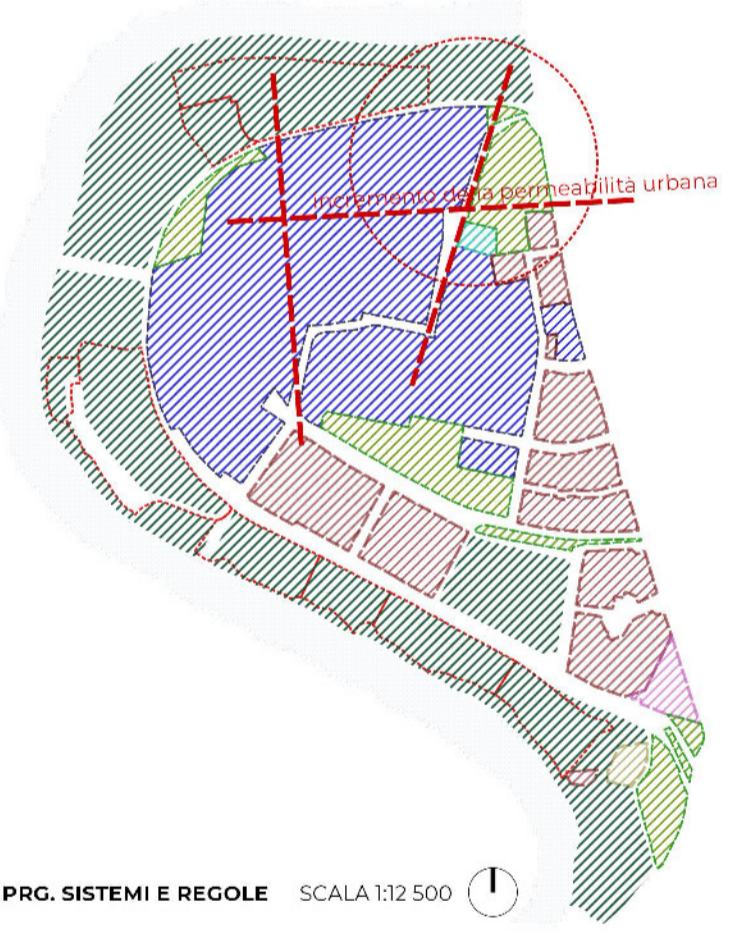 incremento della permeabilità urbana
PRG. SISTEMI E REGOLE SCALA 1:12 500